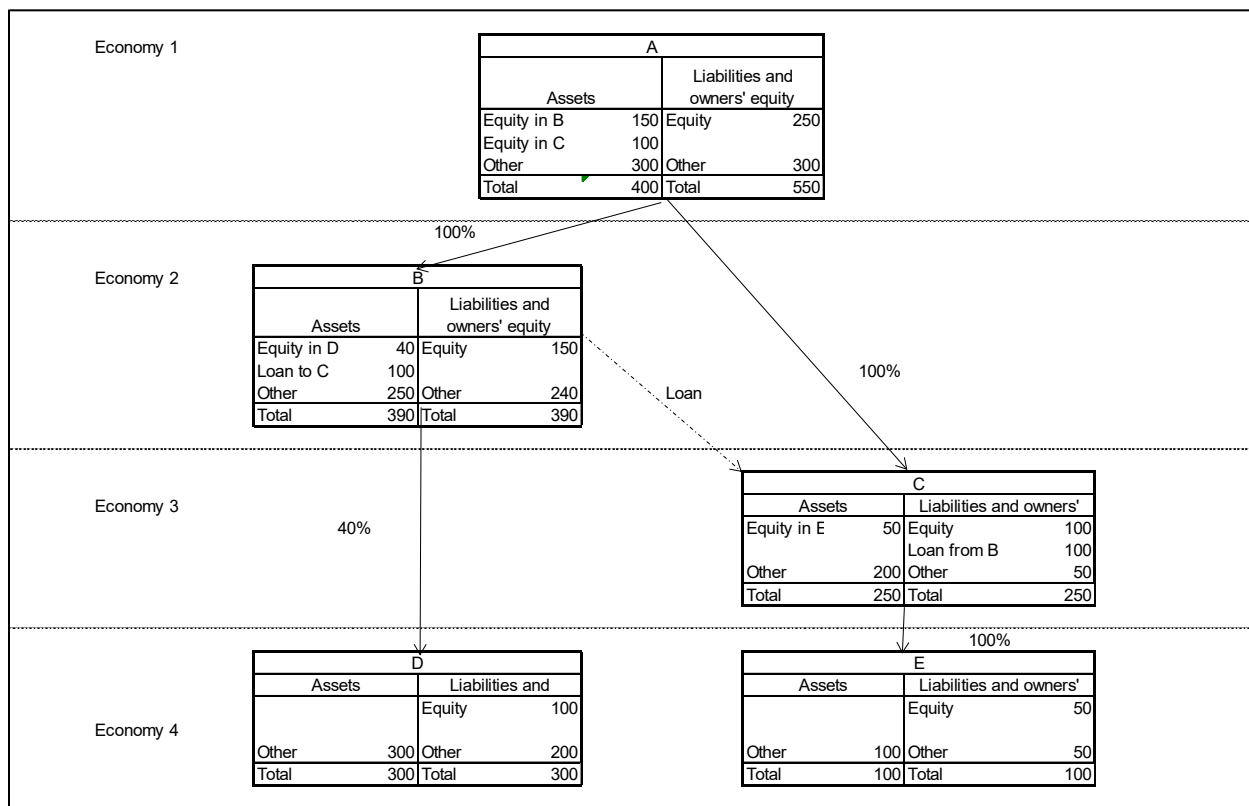 Economy 1
A
Assets Liabilities and owners' equity
Equity in B 150 Equity 250
Equity in C 100
Other 300 Other 300
Total 400 Total 550
100%
Economy 2
B
Assets Liabilities and owners' equity
Equity in D 40 Equity 150
Loan to C 100
Other 250 Other 240
Total 390 Total 390
Loan
100%
Economy 3
40%
C
Assets Liabilities and owners'
Equity in E 50 Equity 100
Loan from B 100
Other 200 Other 50
Total 250 Total 250
100%
Economy 4
D
Assets Liabilities and
Equity 100
Other 300 Other 200
Total 300 Total 300
E
Assets Liabilities and owners'
Equity 50
Other 100 Other 50
Total 100 Total 100